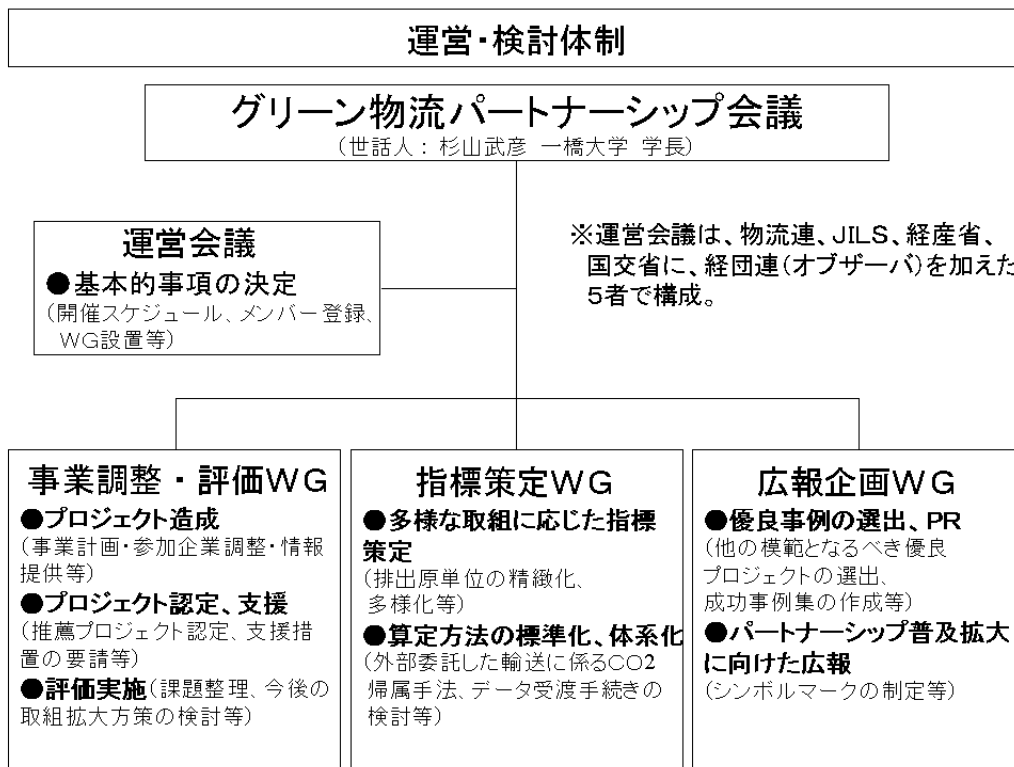 運営・検討体制
グリーン物流パートナーシップ会議
(世話人：杉山武彦 一橋大学 学長)
運営会議
●基本的事項の決定
(開催スケジュール、メンバー登録、
WG設置等)
※運営会議は、物流連、JILS、経産省、
国交省に、経団連(オブザーバ)を加えた
５者で構成。
事業調整・評価ＷＧ
●プロジェクト造成
(事業計画・参加企業調整・情報
提供等)
●プロジェクト認定、支援
(推薦プロジェクト認定、支援措
置の要請等)
●評価実施(課題整理、今後の
取組拡大方策の検討等)
指標策定ＷＧ
●多様な取組に応じた指標
策定
(排出原単位の精緻化、
多様化等)
●算定方法の標準化、体系化
(外部委託した輸送に係るCO2
帰属手法、データ受渡手続きの
検討等)
広報企画ＷＧ
●優良事例の選出、PR
(他の模範となるべき優良
プロジェクトの選出、
成功事例集の作成等)
●パートナーシップ普及拡大
に向けた広報
(シンボルマークの制定等)